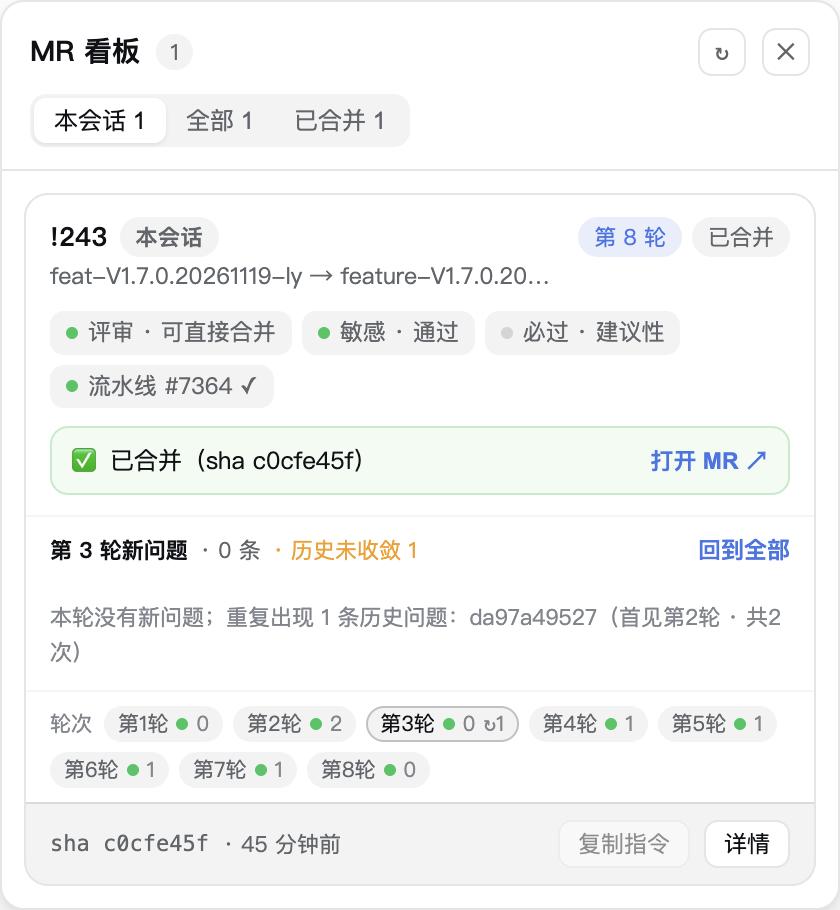 MR 看板 1 ↻ ×
本会话 1 全部 1 已合并 1
!243 本会话 第 8 轮 已合并
feat-V1.7.0.20261119-ly → feature-V1.7.0.20...
评审 · 可直接合并 敏感 · 通过 必过 · 建议性
流水线 #7364 ✓
✅ 已合并（sha c0cfe45f） 打开 MR ↗
第 3 轮新问题 · 0 条 · 历史未收敛 1 回到全部
本轮没有新问题；重复出现 1 条历史问题：da97a49527（首见第2轮 · 共2
次）
轮次 第1轮 0 第2轮 2 第3轮 0 ↻1 第4轮 1 第5轮 1
第6轮 1 第7轮 1 第8轮 0
sha c0cfe45f · 45 分钟前 复制指令 详情